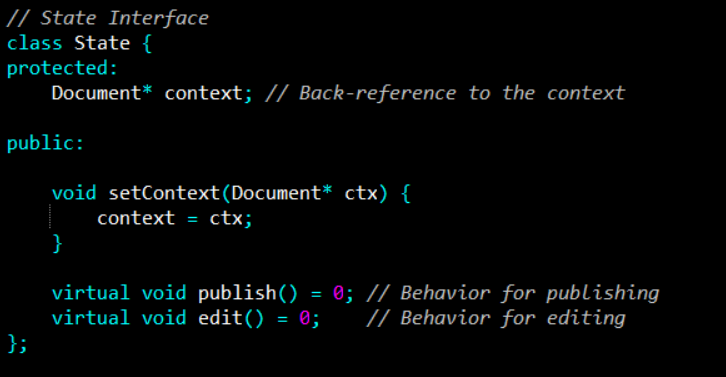 // State Interface
class State {
protected:
    Document* context; // Back-reference to the context

public:

    void setContext(Document* ctx) {
        context = ctx;
    }

    virtual void publish() = 0; // Behavior for publishing
    virtual void edit() = 0;    // Behavior for editing
};